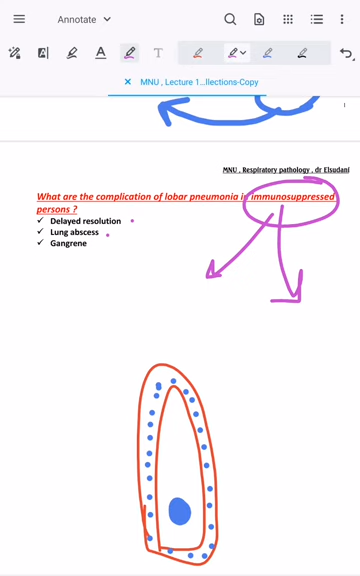 Annotate
MNU , Lecture 1...llections-Copy
MNU , Respiratory pathology , dr Elsudani
What are the complication of lobar pneumonia in immunosuppressed
persons ?
✓ Delayed resolution
✓ Lung abscess
✓ Gangrene